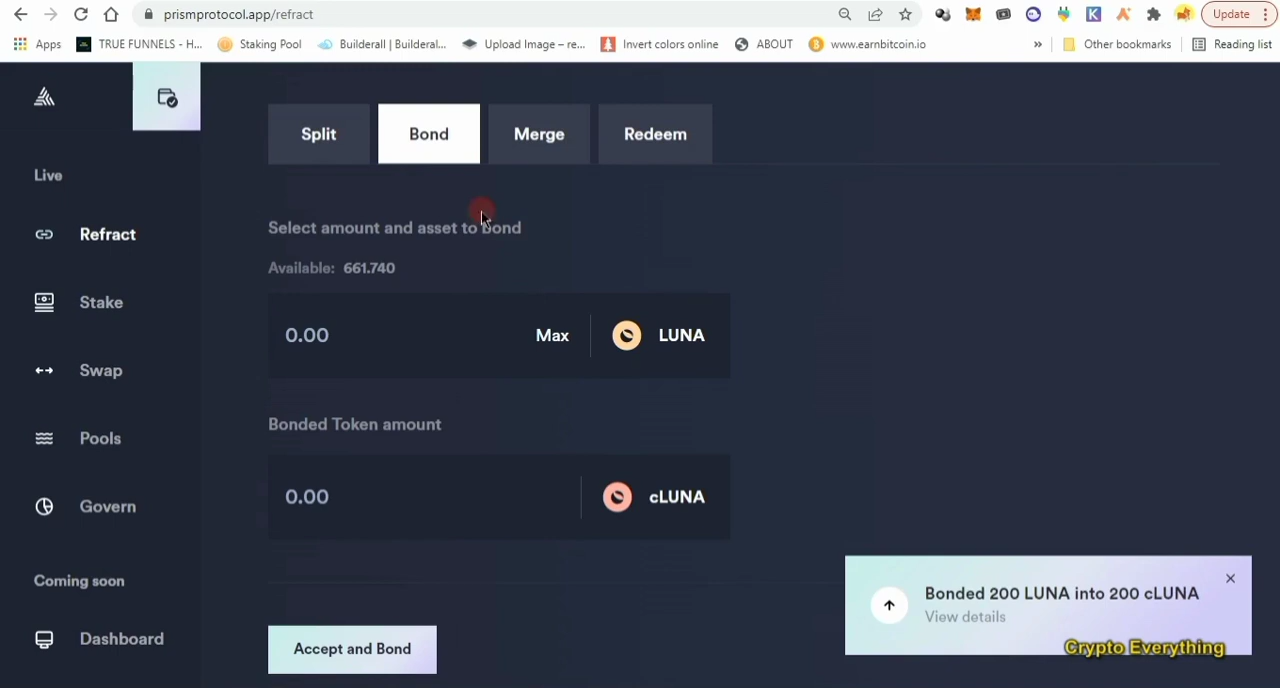 prismprotocol.app/refract
Update
Apps
TRUE FUNNELS - H...
Staking Pool
Builderall | Builderal...
Upload Image – re...
Invert colors online
ABOUT
www.earnbitcoin.io
»
Other bookmarks
Reading list
Split
Bond
Merge
Redeem
Live
Refract
Stake
Swap
Pools
Govern
Coming soon
Dashboard
Select amount and asset to bond
Available: 661.740
0.00 Max LUNA
Bonded Token amount
0.00 cLUNA
Accept and Bond
Bonded 200 LUNA into 200 cLUNA
View details
Crypto Everything